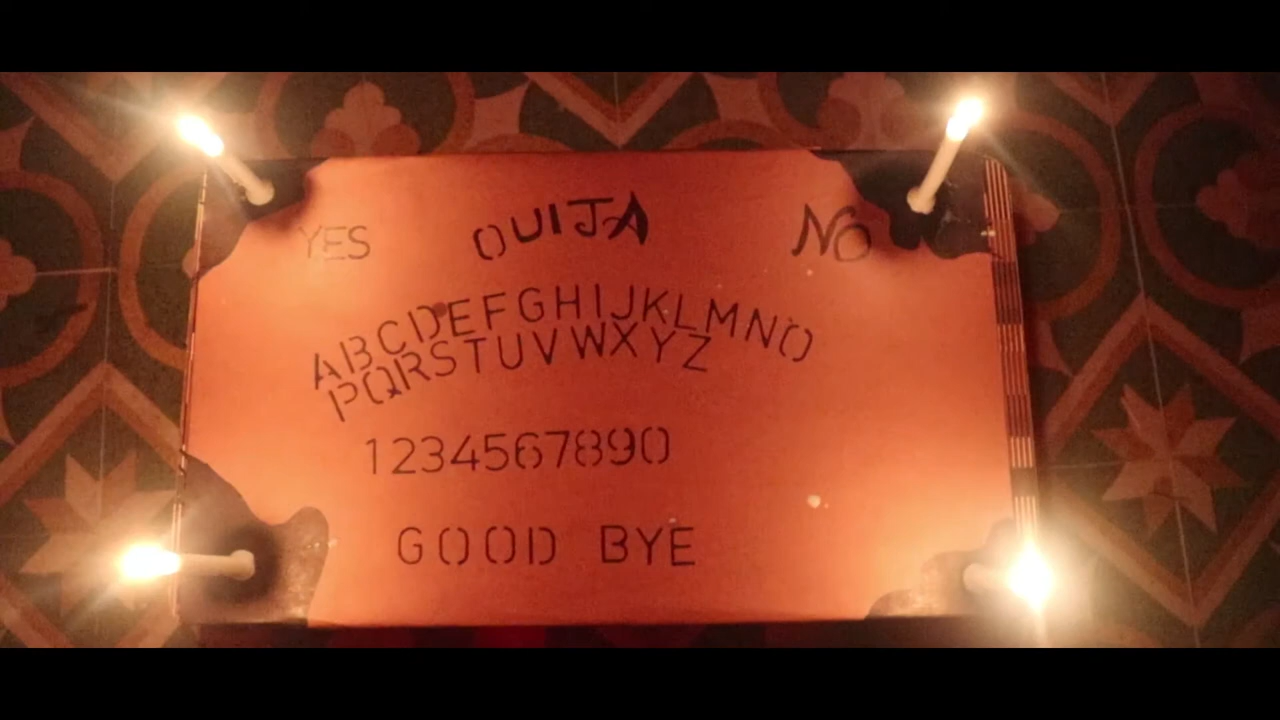 YES OUIJA NO
ABCDEFGHIJKLMNO
PQRSTUVWXYZ
1234567890
GOOD BYE